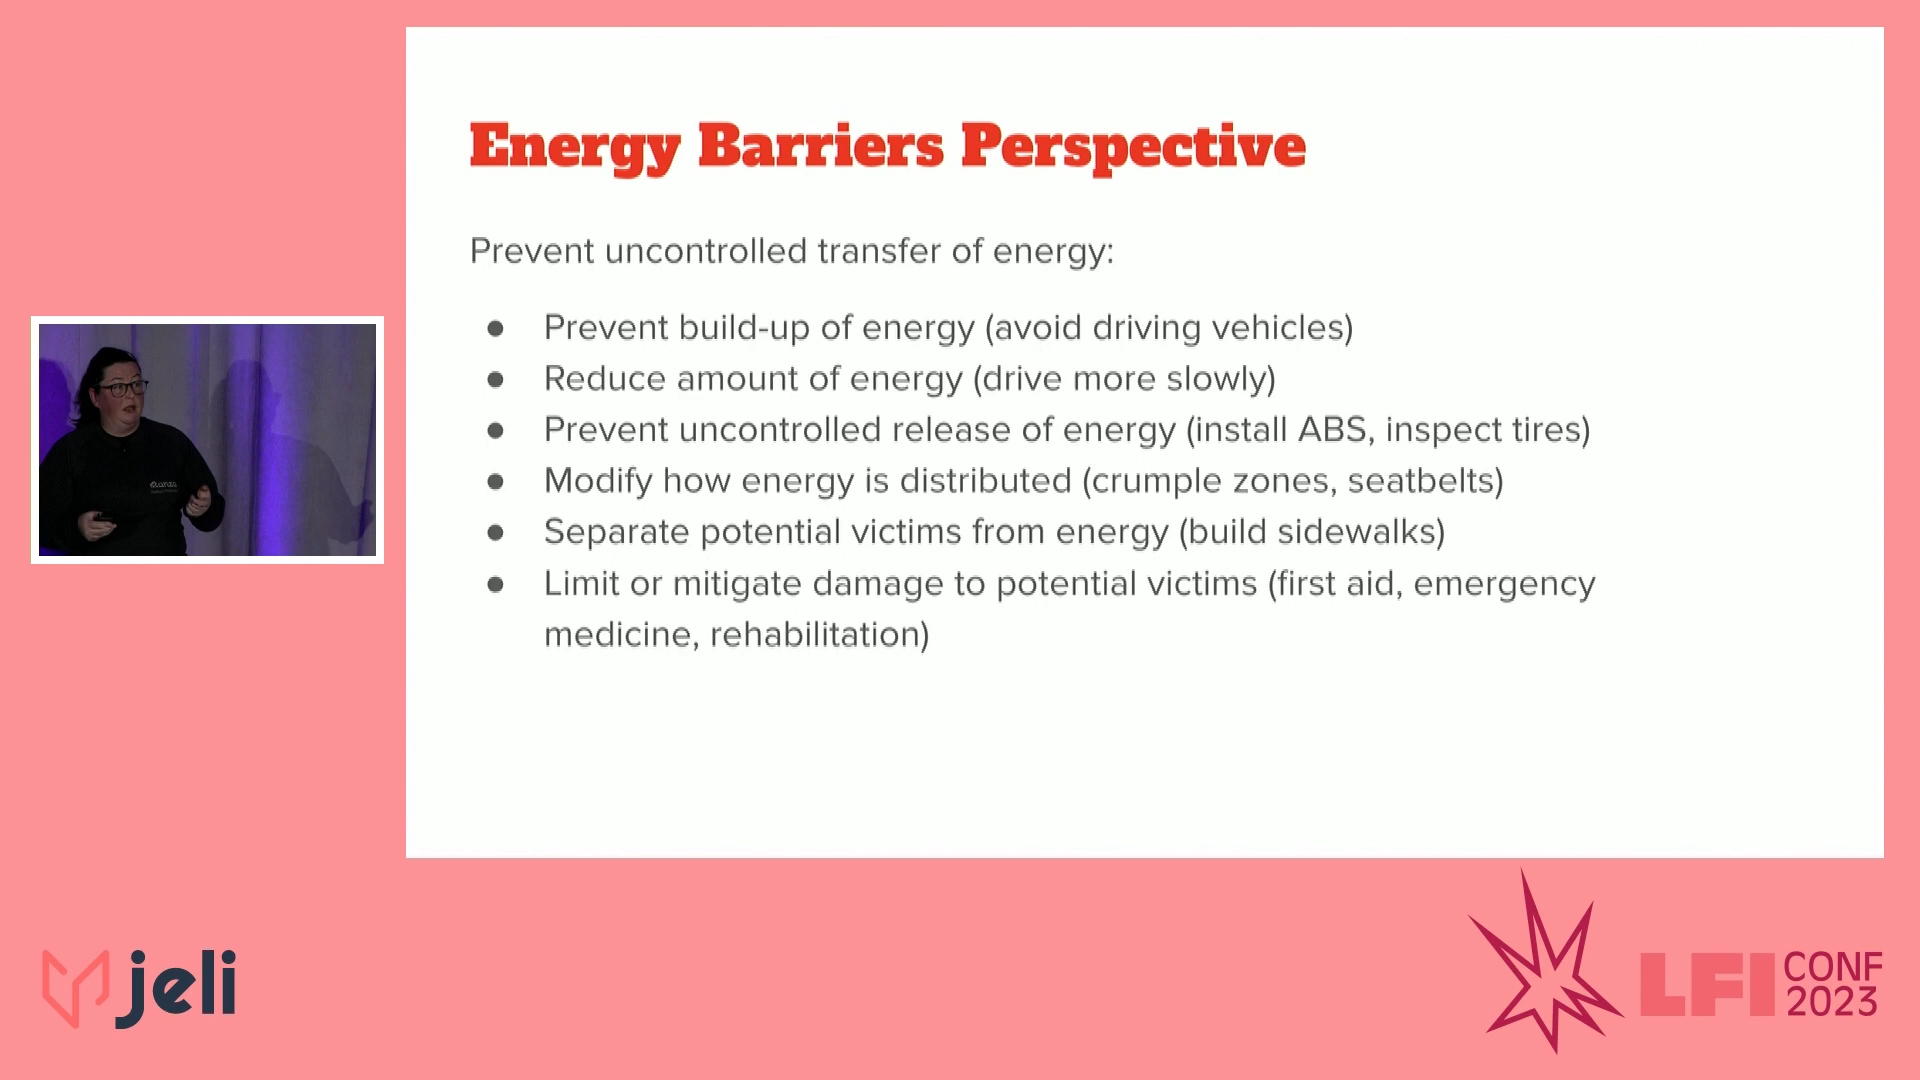 Energy Barriers Perspective
Prevent uncontrolled transfer of energy:
● Prevent build-up of energy (avoid driving vehicles)
● Reduce amount of energy (drive more slowly)
● Prevent uncontrolled release of energy (install ABS, inspect tires)
● Modify how energy is distributed (crumple zones, seatbelts)
● Separate potential victims from energy (build sidewalks)
● Limit or mitigate damage to potential victims (first aid, emergency
medicine, rehabilitation)
jeli
LFI CONF
2023